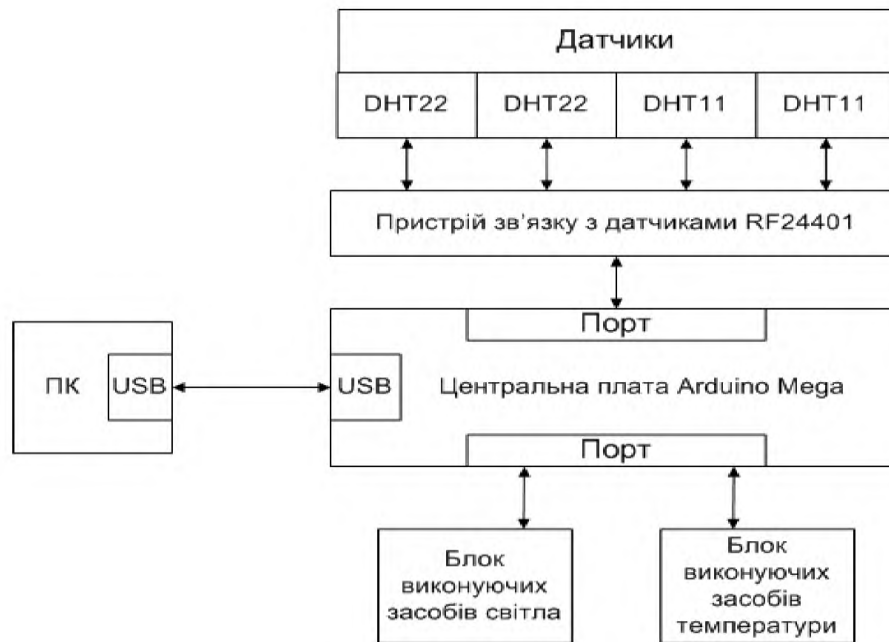 Датчики
DHT22 DHT22 DHT11 DHT11
Пристрій зв'язку з датчиками RF24401
Порт
ПК USB USB Центральна плата Arduino Mega
Порт
Блок
виконуючих
засобів світла
Блок
виконуючих
засобів
температури